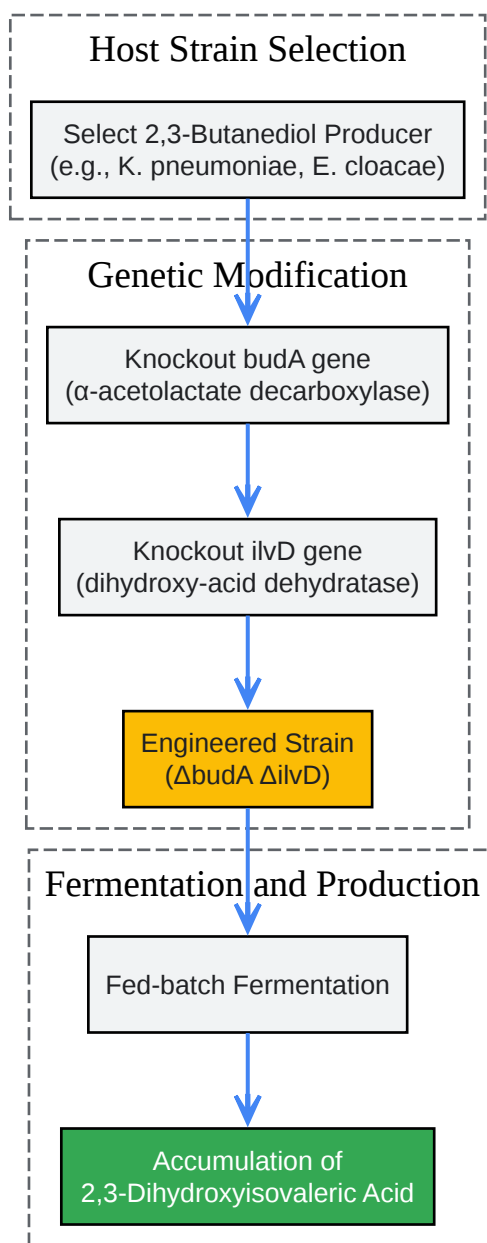 Host Strain Selection
Select 2,3-Butanediol Producer
(e.g., K. pneumoniae, E. cloacae)
Genetic Modification
Knockout budA gene
(α-acetolactate decarboxylase)
Knockout ilvD gene
(dihydroxy-acid dehydratase)
Engineered Strain
(ΔbudA ΔilvD)
Fermentation and Production
Fed-batch Fermentation
Accumulation of
2,3-Dihydroxyisovaleric Acid